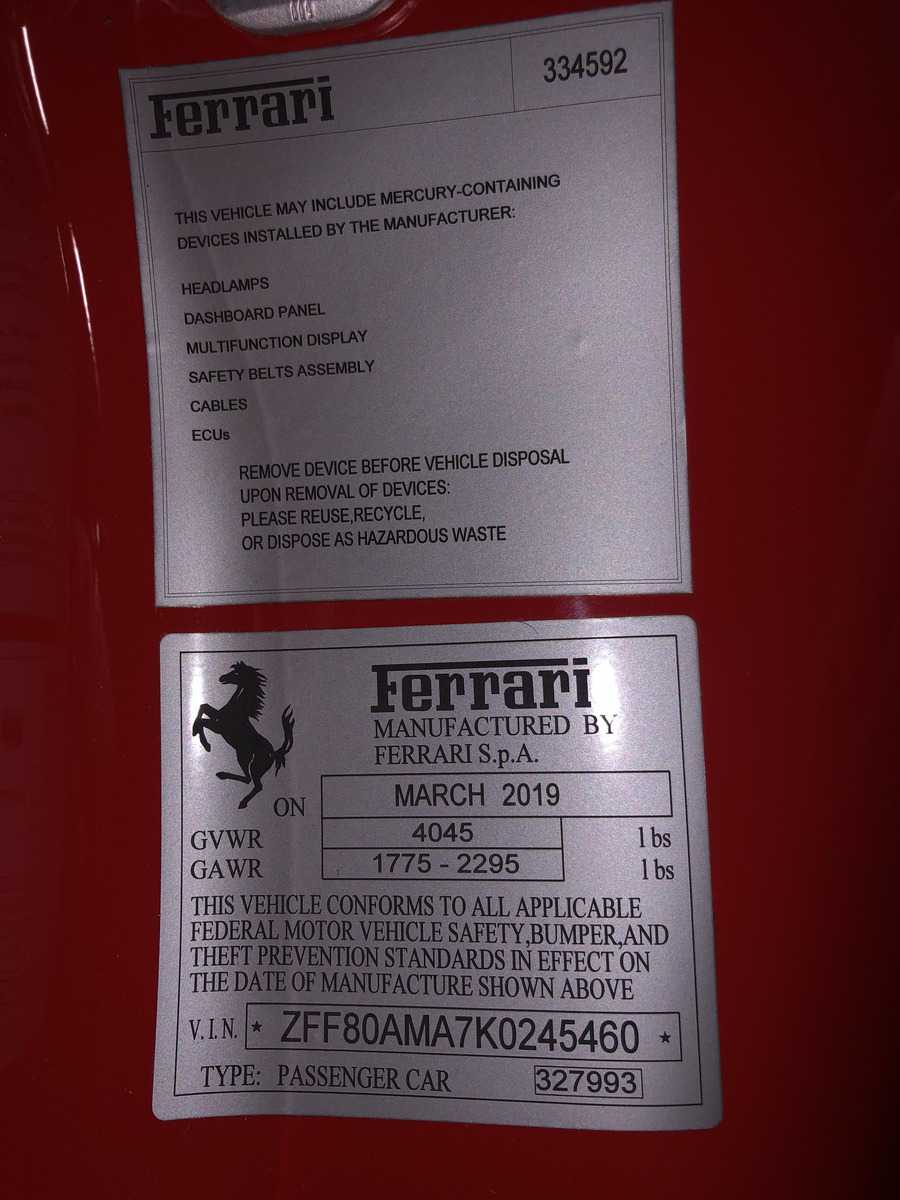 Ferrari
334592
THIS VEHICLE MAY INCLUDE MERCURY-CONTAINING
DEVICES INSTALLED BY THE MANUFACTURER:
HEADLAMPS
DASHBOARD PANEL
MULTIFUNCTION DISPLAY
SAFETY BELTS ASSEMBLY
CABLES
ECUs
REMOVE DEVICE BEFORE VEHICLE DISPOSAL
UPON REMOVAL OF DEVICES:
PLEASE REUSE,RECYCLE,
OR DISPOSE AS HAZARDOUS WASTE
Ferrari
MANUFACTURED BY
FERRARI S.p.A.
ON MARCH 2019
GVWR 4045 lbs
GAWR 1775 - 2295 lbs
THIS VEHICLE CONFORMS TO ALL APPLICABLE
FEDERAL MOTOR VEHICLE SAFETY,BUMPER,AND
THEFT PREVENTION STANDARDS IN EFFECT ON
THE DATE OF MANUFACTURE SHOWN ABOVE
V.I.N. * ZFF80AMA7K0245460 *
TYPE: PASSENGER CAR 327993